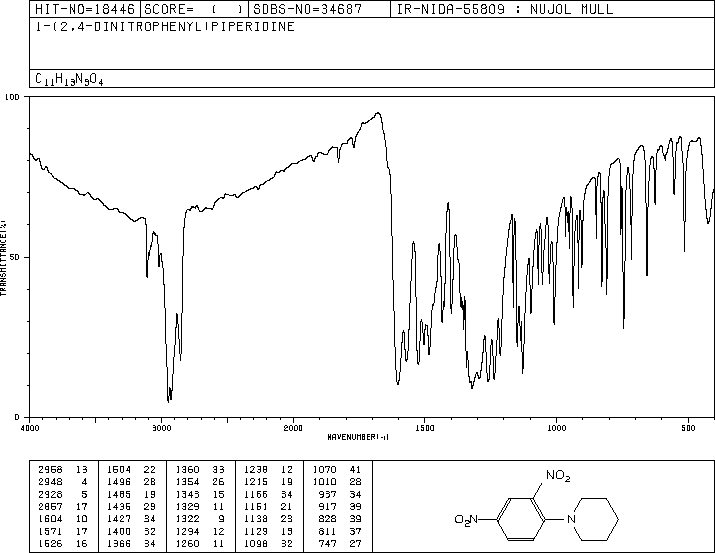 HIT-NO=18446 SCORE= ( ) SDBS-NO=34687 IR-NIDA-55809 : NUJOL MULL
1-(2,4-DINITROPHENYL)PIPERIDINE
C11H13N3O4
100
50
0
TRANSMITTANCE(%)
4000 3000 2000 1500 1000 500
WAVENUMBER(-1)
2958 13 1504 22 1360 33 1238 12 1070 41
2948 4 1496 28 1354 26 1215 19 1010 28
2928 5 1485 19 1343 15 1166 34 937 34
2857 17 1436 29 1329 11 1151 21 917 39
1604 10 1427 34 1322 9 1138 23 828 39
1571 17 1400 32 1294 12 1129 13 811 37
1526 16 1366 34 1260 11 1098 32 747 27
NO2
O2N
N